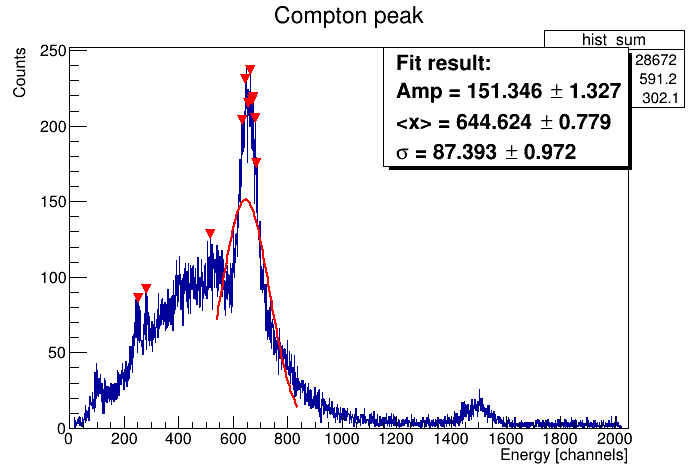 Compton peak
hist_sum
28672
591.2
302.1
Fit result:
Amp = 151.346 ± 1.327
<x> = 644.624 ± 0.779
σ = 87.393 ± 0.972
Counts
250
200
150
100
50
0
0 200 400 600 800 1000 1200 1400 1600 1800 2000
Energy [channels]